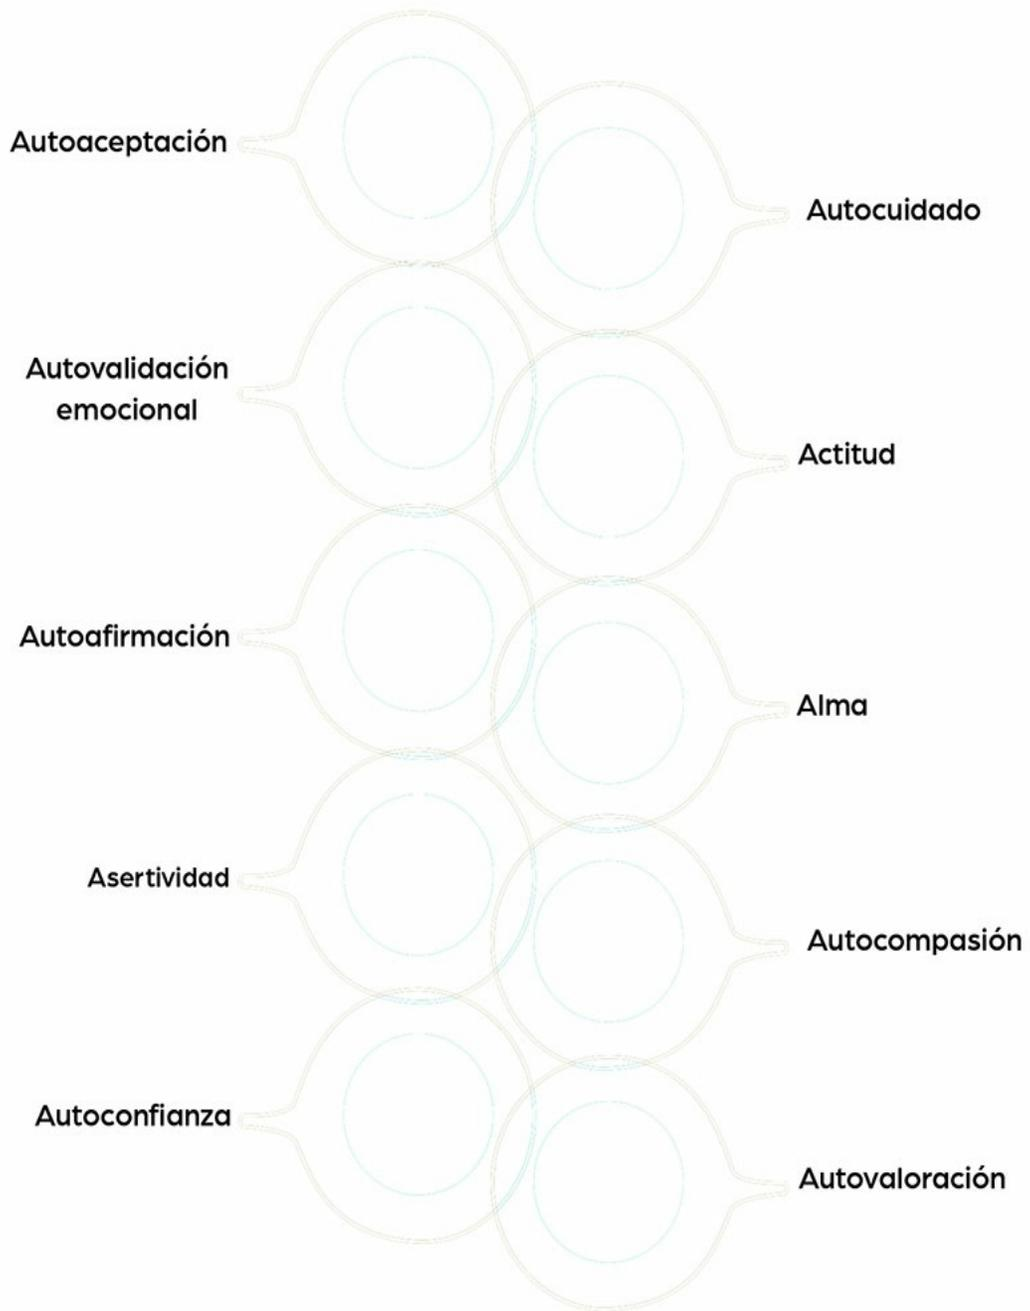 Autoaceptación
Autocuidado
Autovalidación
emocional
Actitud
Autoafirmación
Alma
Asertividad
Autocompasión
Autoconfianza
Autovaloración